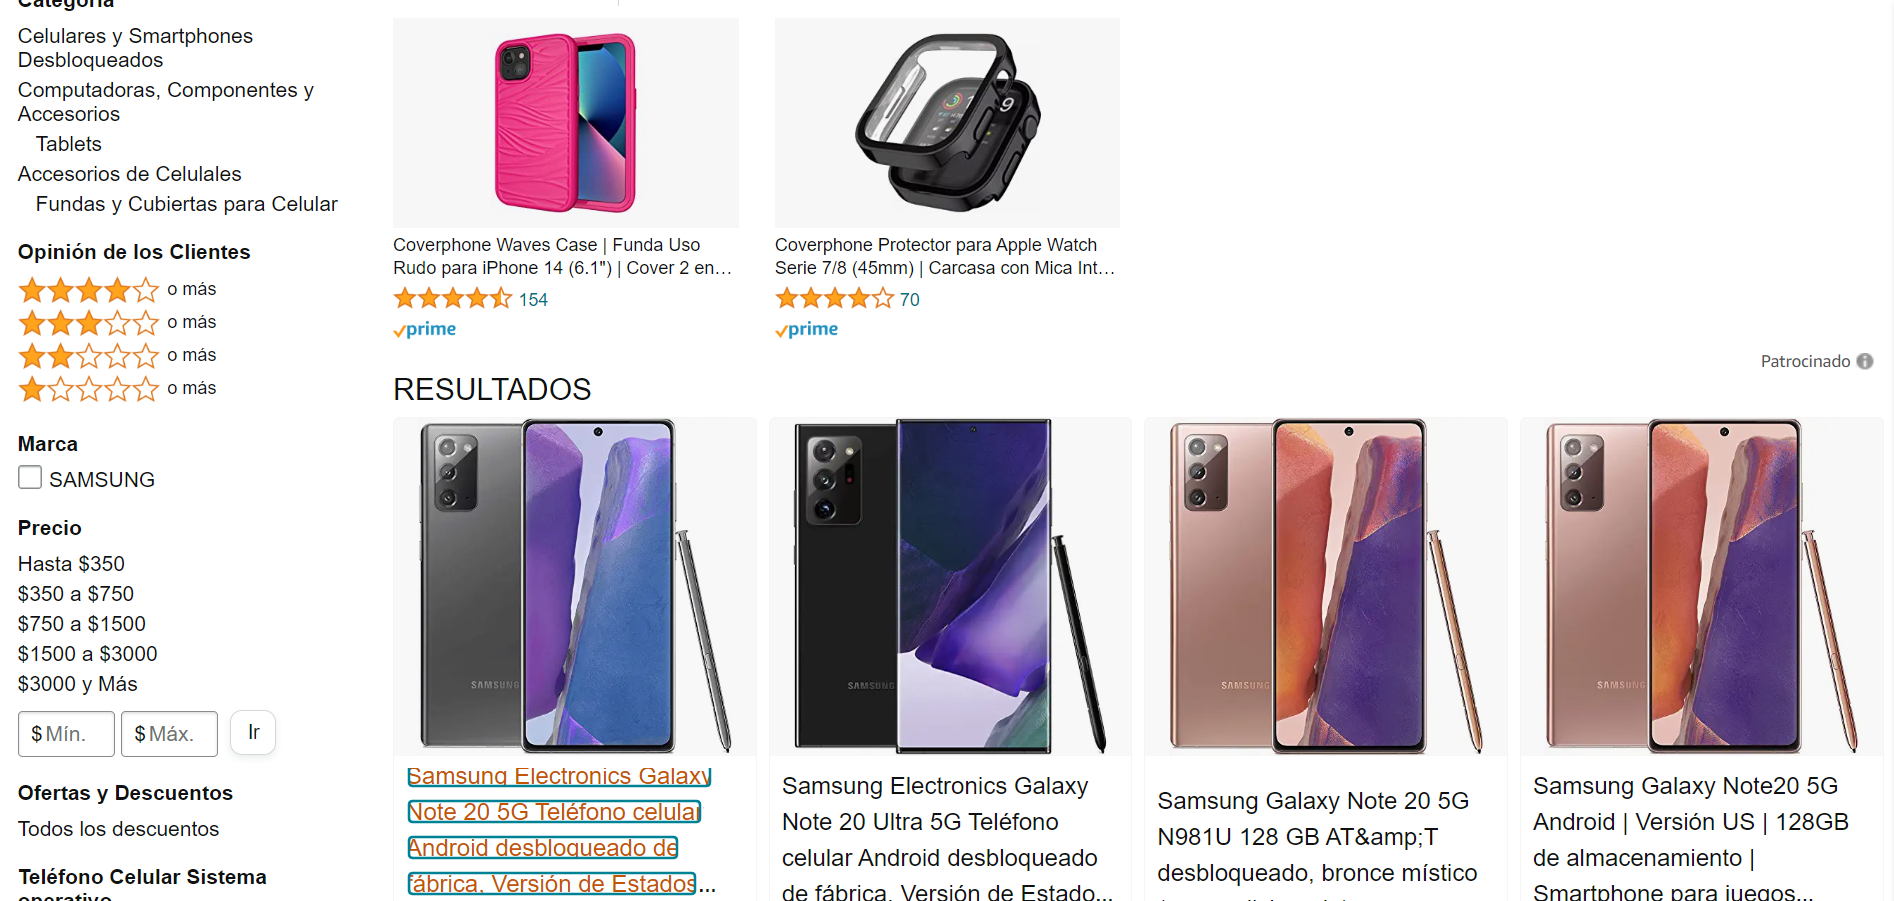 Categoría
Celulares y Smartphones
Desbloqueados
Computadoras, Componentes y
Accesorios
Tablets
Accesorios de Celulales
Fundas y Cubiertas para Celular
Opinión de los Clientes
o más
o más
o más
o más
Marca
SAMSUNG
Precio
Hasta $350
$350 a $750
$750 a $1500
$1500 a $3000
$3000 y Más
$ Mín. $ Máx. Ir
Ofertas y Descuentos
Todos los descuentos
Teléfono Celular Sistema
operativo
Coverphone Waves Case | Funda Uso
Rudo para iPhone 14 (6.1") | Cover 2 en…
154
prime
Coverphone Protector para Apple Watch
Serie 7/8 (45mm) | Carcasa con Mica Int…
70
prime
Patrocinado
RESULTADOS
SAMSUNG
Samsung Electronics Galaxy
Note 20 5G Teléfono celular
Android desbloqueado de
fábrica, Versión de Estados...
SAMSUNG
Samsung Electronics Galaxy
Note 20 Ultra 5G Teléfono
celular Android desbloqueado
de fábrica, Versión de Estado...
SAMSUNG
Samsung Galaxy Note 20 5G
N981U 128 GB AT&amp;T
desbloqueado, bronce místico
SAMSUNG
Samsung Galaxy Note20 5G
Android | Versión US | 128GB
de almacenamiento |
Smartphone para juegos...